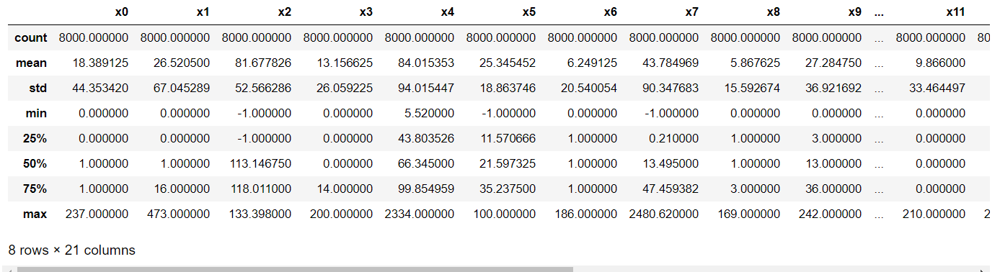 x0 x1 x2 x3 x4 x5 x6 x7 x8 x9 ... x11
count 8000.000000 8000.000000 8000.000000 8000.000000 8000.000000 8000.000000 8000.000000 8000.000000 8000.000000 8000.000000 ... 8000.000000 80
mean 18.389125 26.520500 81.677826 13.156625 84.015353 25.345452 6.249125 43.784969 5.867625 27.284750 ... 9.866000
std 44.353420 67.045289 52.566286 26.059225 94.015447 18.863746 20.540054 90.347683 15.592674 36.921692 ... 33.464497
min 0.000000 0.000000 -1.000000 0.000000 5.520000 -1.000000 0.000000 -1.000000 0.000000 0.000000 ... 0.000000
25% 0.000000 0.000000 -1.000000 0.000000 43.803526 11.570666 1.000000 0.210000 1.000000 3.000000 ... 0.000000
50% 1.000000 1.000000 113.146750 0.000000 66.345000 21.597325 1.000000 13.495000 1.000000 13.000000 ... 0.000000
75% 1.000000 16.000000 118.011000 14.000000 99.854959 35.237500 1.000000 47.459382 3.000000 36.000000 ... 0.000000
max 237.000000 473.000000 133.398000 200.000000 2334.000000 100.000000 186.000000 2480.620000 169.000000 242.000000 ... 210.000000 2
8 rows × 21 columns